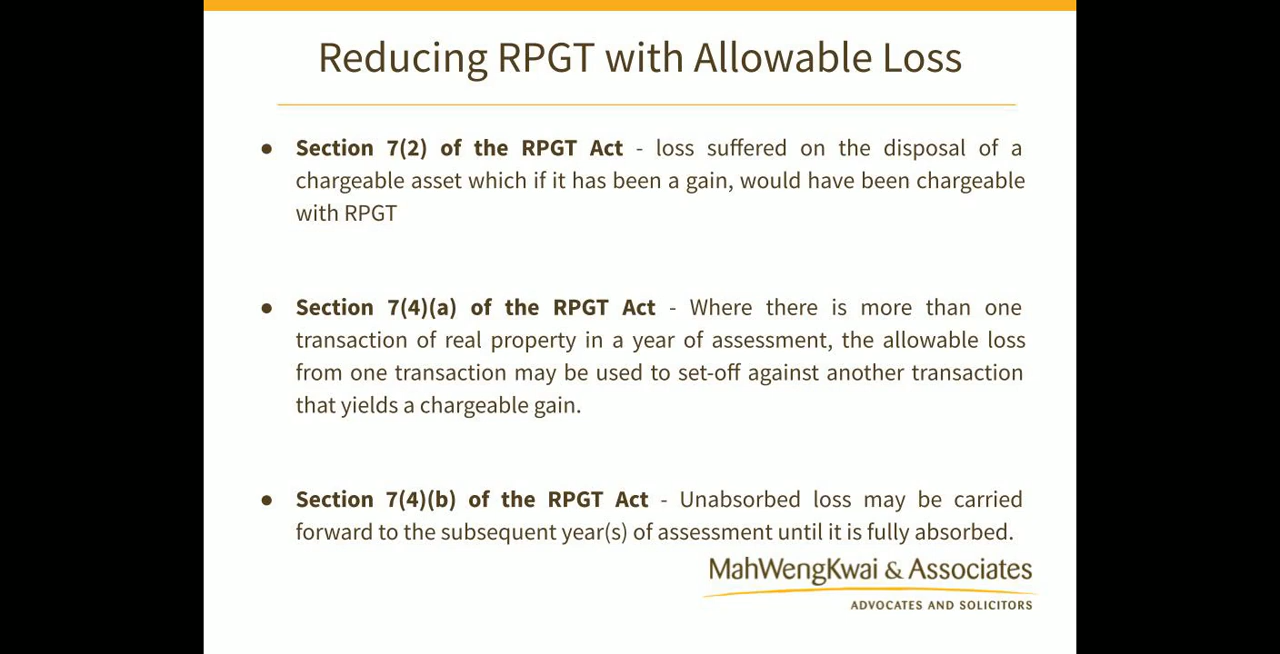 Reducing RPGT with Allowable Loss
● Section 7(2) of the RPGT Act - loss suffered on the disposal of a
chargeable asset which if it has been a gain, would have been chargeable
with RPGT
● Section 7(4)(a) of the RPGT Act - Where there is more than one
transaction of real property in a year of assessment, the allowable loss
from one transaction may be used to set-off against another transaction
that yields a chargeable gain.
● Section 7(4)(b) of the RPGT Act - Unabsorbed loss may be carried
forward to the subsequent year(s) of assessment until it is fully absorbed.
MahWengKwai & Associates
ADVOCATES AND SOLICITORS